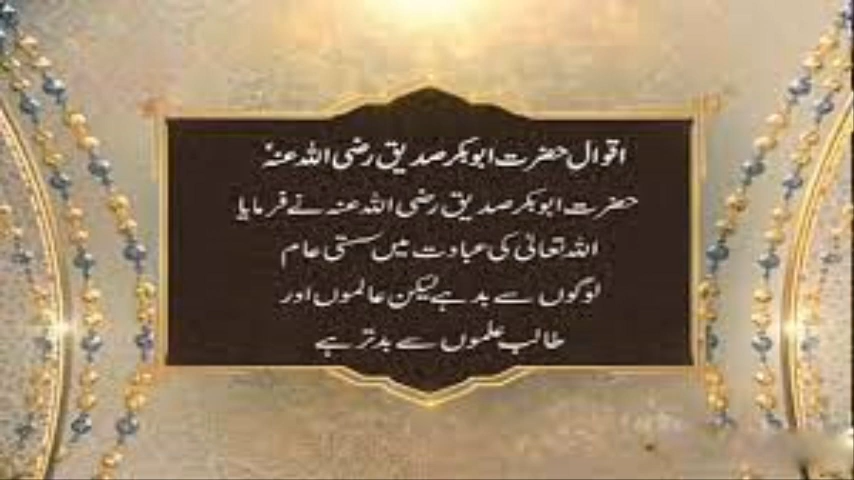 اقوال حضرت ابوبکر صدیق رضی اللہ عنہٗ
حضرت ابوبکر صدیق رضی اللہ عنہ نے فرمایا
اللہ تعالیٰ کی عبادت میں سستی عام
لوگوں سے بد ہے لیکن عالموں اور
طالب علموں سے بدتر ہے